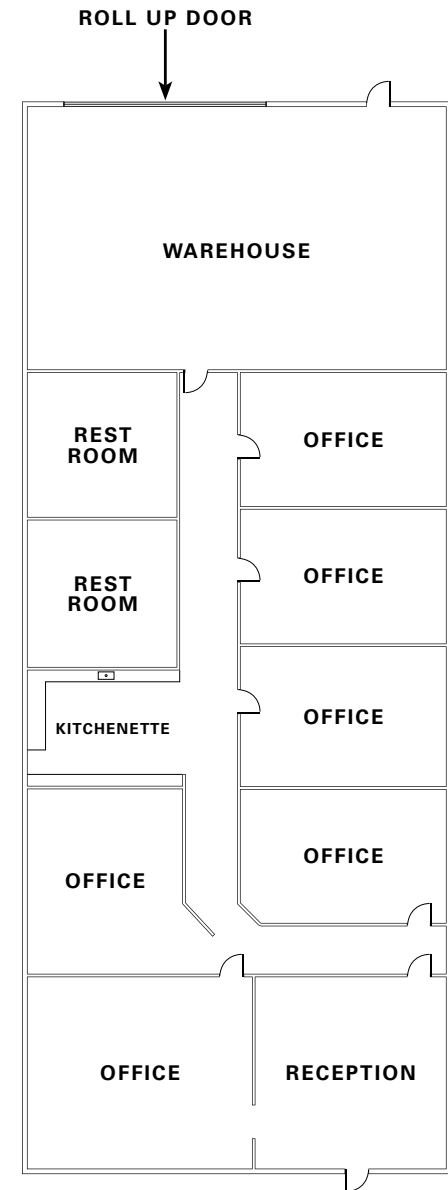 ROLL UP DOOR
WAREHOUSE
REST
ROOM
OFFICE
REST
ROOM
OFFICE
KITCHENETTE
OFFICE
OFFICE
OFFICE
OFFICE
RECEPTION